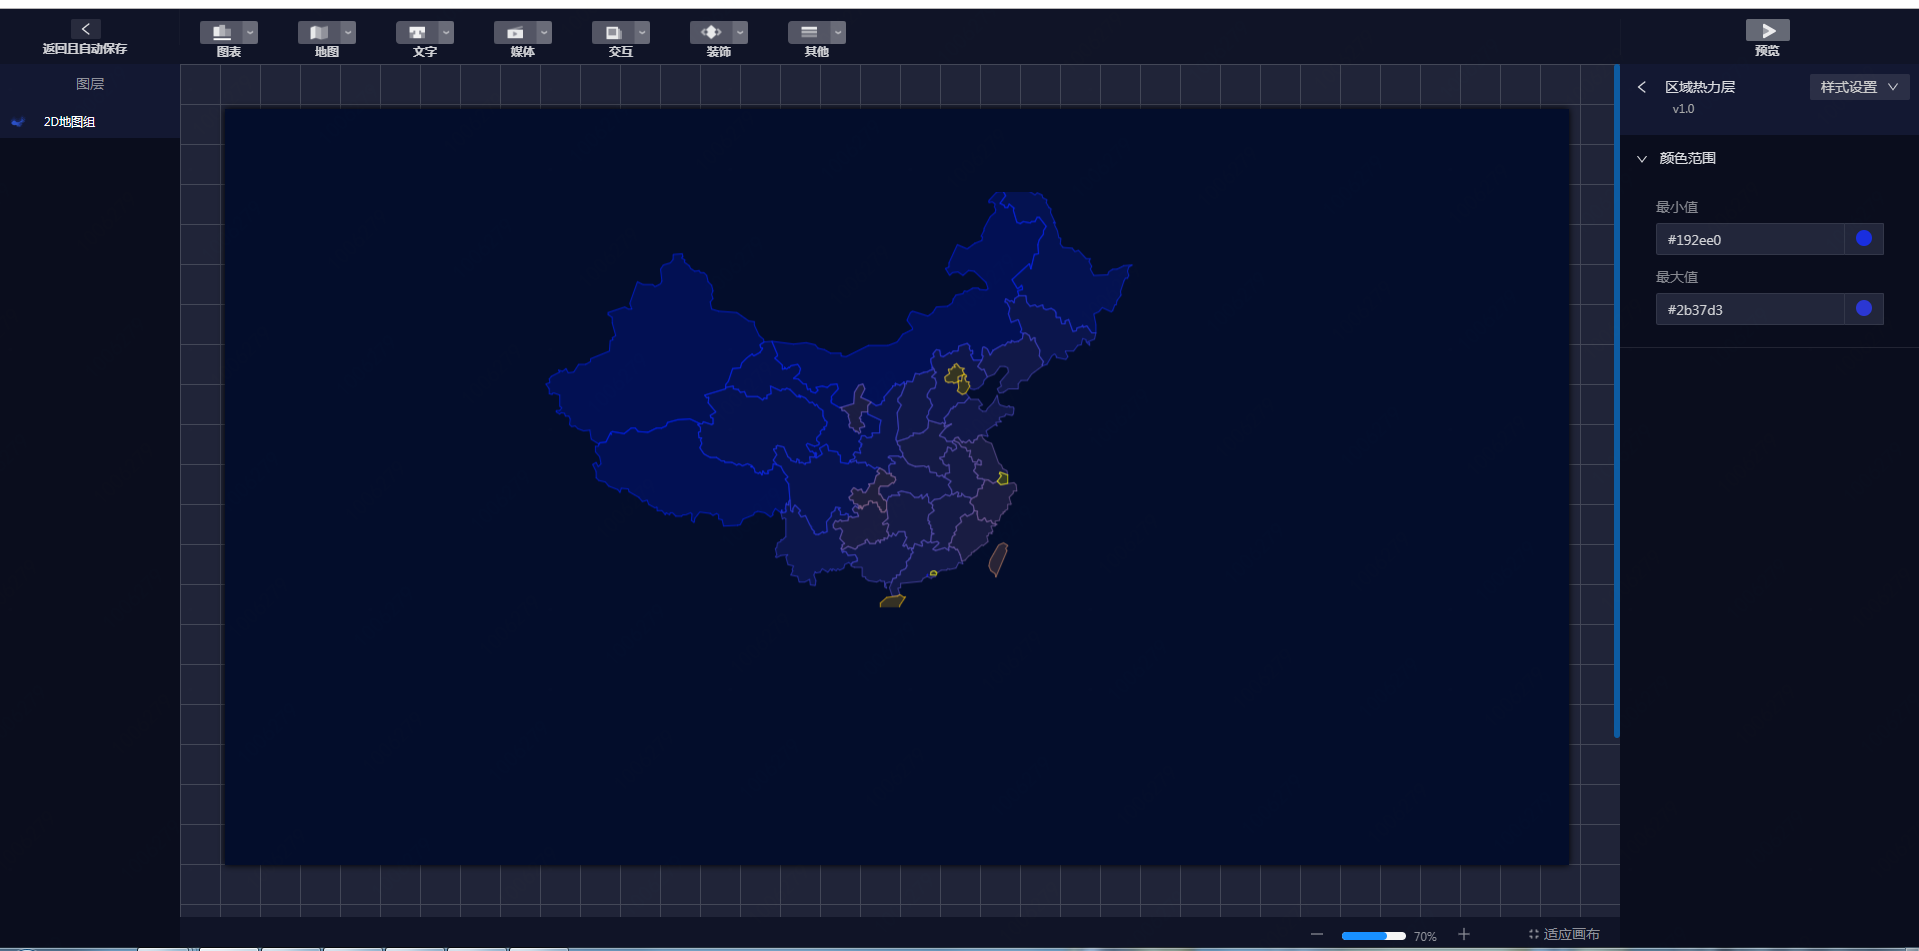 返回且自动保存
图表
地图
文字
媒体
交互
装饰
其他
预览
图层
2D地图组
区域热力层
样式设置
v1.0
颜色范围
最小值
#192ee0
最大值
#2b37d3
70%
适应画布